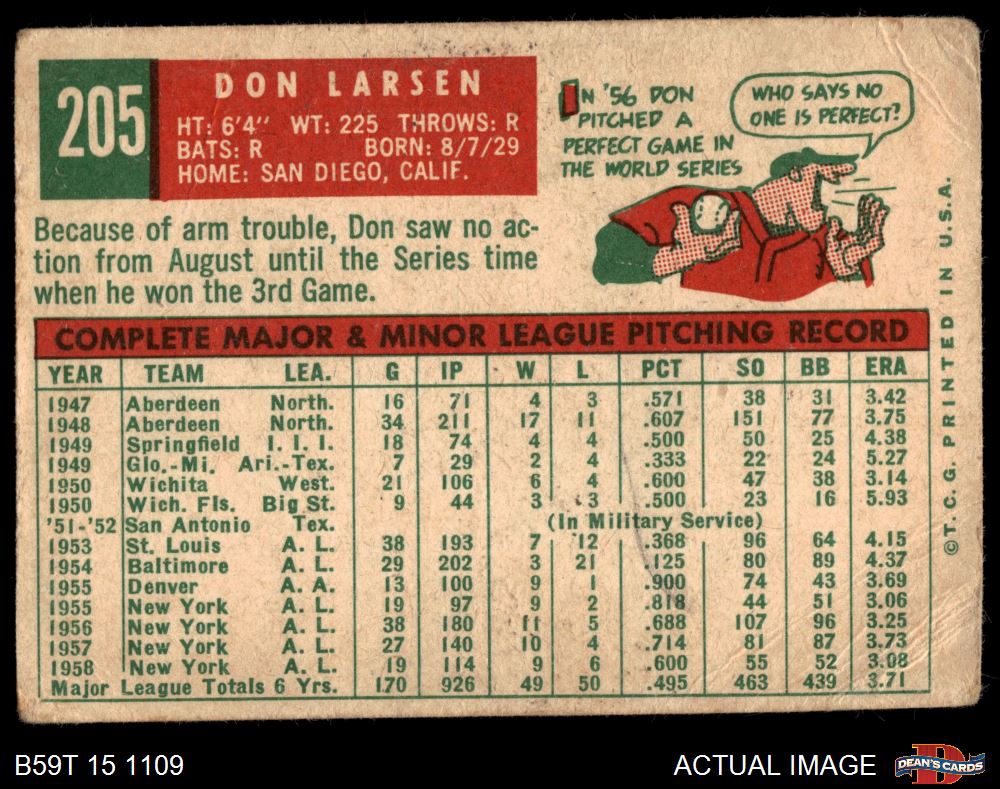 205
DON LARSEN
HT: 6'4" WT: 225 THROWS: R
BATS: R BORN: 8/7/29
HOME: SAN DIEGO, CALIF.
IN '56 DON
PITCHED A
PERFECT GAME IN
THE WORLD SERIES
WHO SAYS NO
ONE IS PERFECT?
Because of arm trouble, Don saw no ac-
tion from August until the Series time
when he won the 3rd Game.
COMPLETE MAJOR & MINOR LEAGUE PITCHING RECORD
YEAR TEAM LEA. G IP W L PCT SO BB ERA
1947 Aberdeen North. 16 71 4 3 .571 38 31 3.42
1948 Aberdeen North. 34 211 17 11 .607 151 77 3.75
1949 Springfield I. I. I. 18 74 4 4 .500 50 25 4.38
1949 Glo.-Mi. Ari.-Tex. 7 29 2 4 .333 22 24 5.27
1950 Wichita West. 21 106 6 4 .600 47 38 3.14
1950 Wich. Fls. Big St. 9 44 3 3 .500 23 16 5.93
'51-'52 San Antonio Tex. (In Military Service)
1953 St. Louis A. L. 38 193 7 12 .368 96 64 4.15
1954 Baltimore A. L. 29 202 3 21 .125 80 89 4.37
1955 Denver A. A. 13 100 9 1 .900 74 43 3.69
1955 New York A. L. 19 97 9 2 .818 44 51 3.06
1956 New York A. L. 38 180 11 5 .688 107 96 3.25
1957 New York A. L. 27 140 10 4 .714 81 87 3.73
1958 New York A. L. 19 114 9 6 .600 55 52 3.08
Major League Totals 6 Yrs. 170 926 49 50 .495 463 439 3.71
© T. C. G. PRINTED IN U.S.A.
B59T 15 1109
ACTUAL IMAGE
D
DEAN'S CARDS